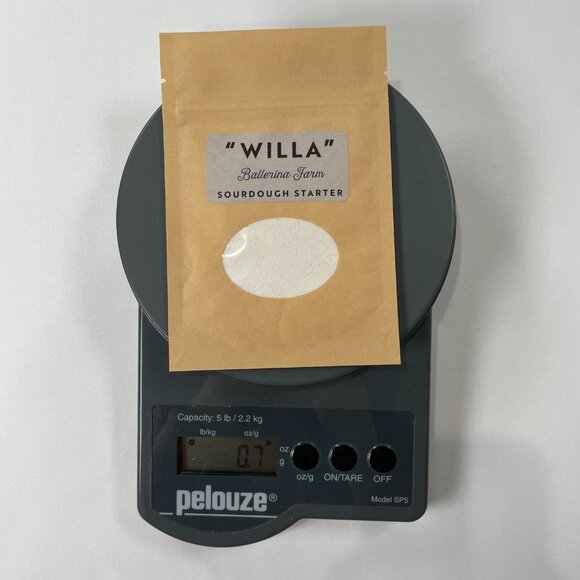 "WILLA"
Ballerina Farm
SOURDOUGH STARTER
Capacity: 5 lb / 2.2 kg
lb/kg oz/g
0.7
oz
g
oz/g ON/TARE OFF
pelouze®
Model SP5